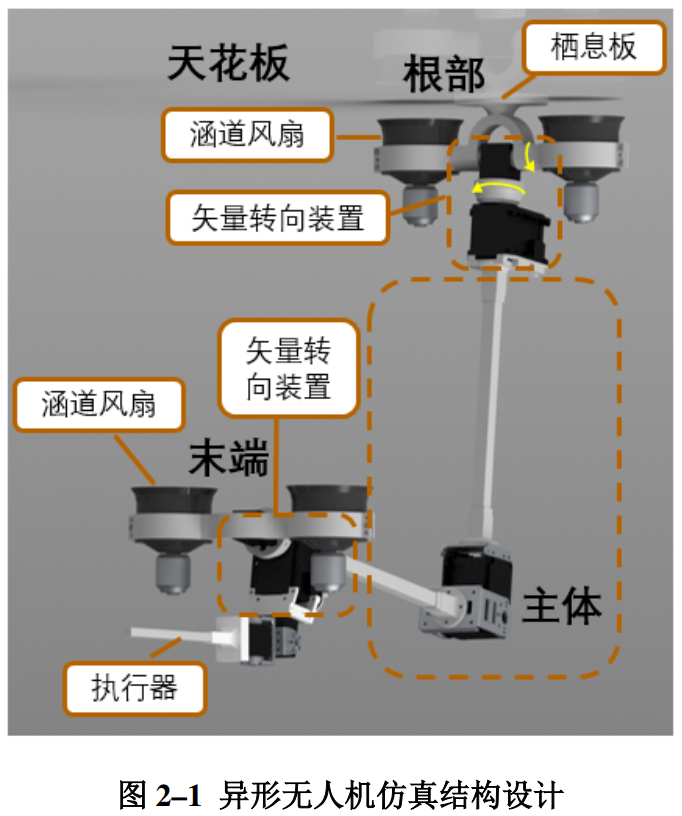 天花板
根部
栖息板
涵道风扇
矢量转向装置
矢量转
向装置
涵道风扇
末端
主体
执行器
图 2–1 异形无人机仿真结构设计